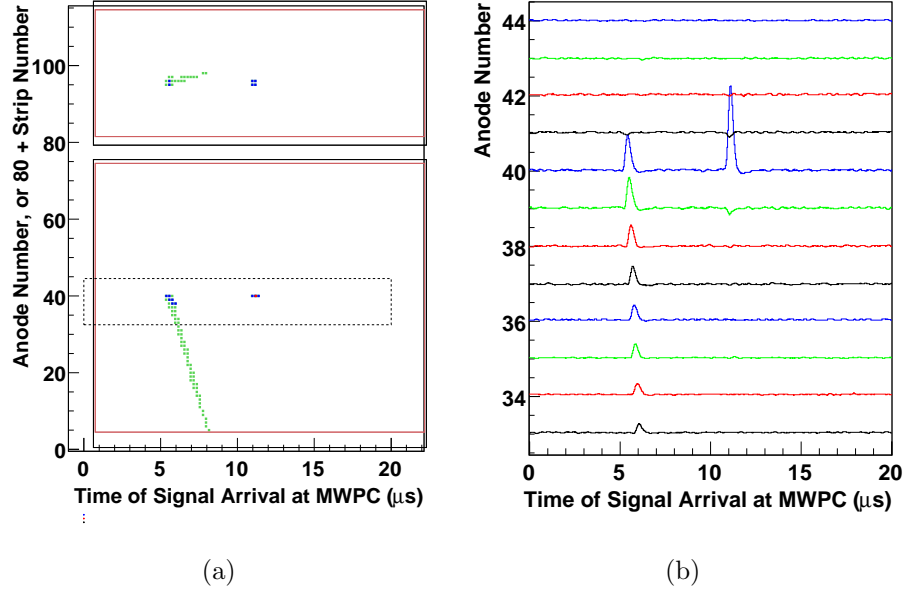 Anode Number, or 80 + Strip Number
100
80
60
40
20
0
0 5 10 15 20
Time of Signal Arrival at MWPC (μs)
(a)
Anode Number
44
42
40
38
36
34
0 5 10 15 20
Time of Signal Arrival at MWPC (μs)
(b)